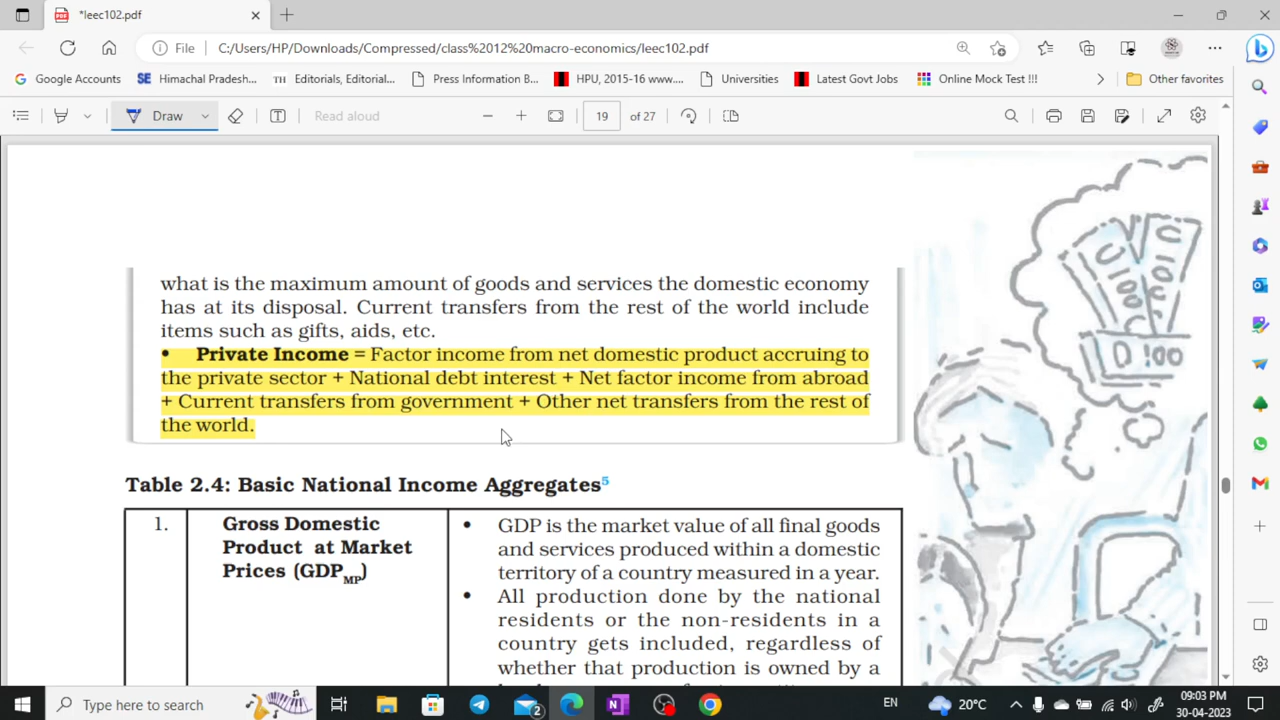 *leec102.pdf
File C:/Users/HP/Downloads/Compressed/class%2012%20macro-economics/leec102.pdf
Google Accounts SE Himachal Pradesh... TH Editorials, Editorial... Press Information B... HPU, 2015-16 www.... Universities Latest Govt Jobs Online Mock Test !!! Other favorites
Draw Read aloud 19 of 27
what is the maximum amount of goods and services the domestic economy
has at its disposal. Current transfers from the rest of the world include
items such as gifts, aids, etc.
• Private Income = Factor income from net domestic product accruing to
the private sector + National debt interest + Net factor income from abroad
+ Current transfers from government + Other net transfers from the rest of
the world.
Table 2.4: Basic National Income Aggregates5
1. Gross Domestic • GDP is the market value of all final goods
Product at Market and services produced within a domestic
Prices (GDPMP) territory of a country measured in a year.
• All production done by the national
residents or the non-residents in a
country gets included, regardless of
whether that production is owned by a
Type here to search 2 20°C EN 09:03 PM
30-04-2023